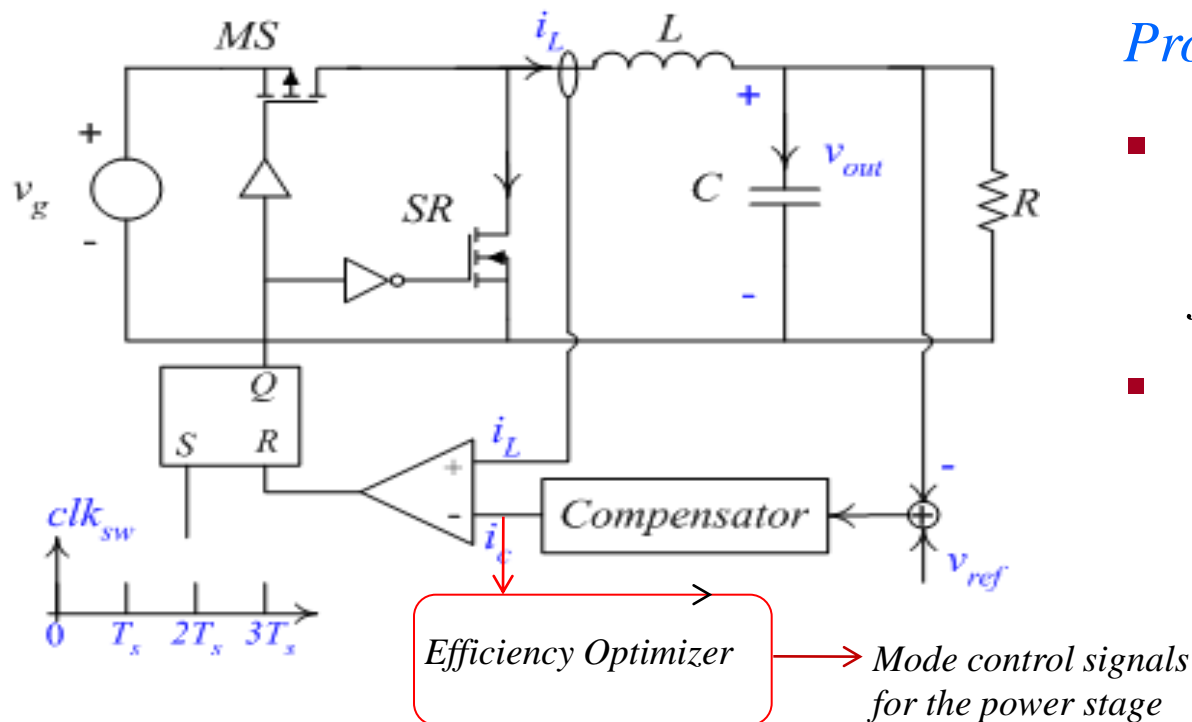 MS
i_L
L
Pro
+
v_g
-
SR
+
v_out
C
-
R
Q
S
R
i_L
+
-
i_c
Compensator
-
+
v_ref
clk_sw
0
T_s
2T_s
3T_s
Efficiency Optimizer
Mode control signals
for the power stage